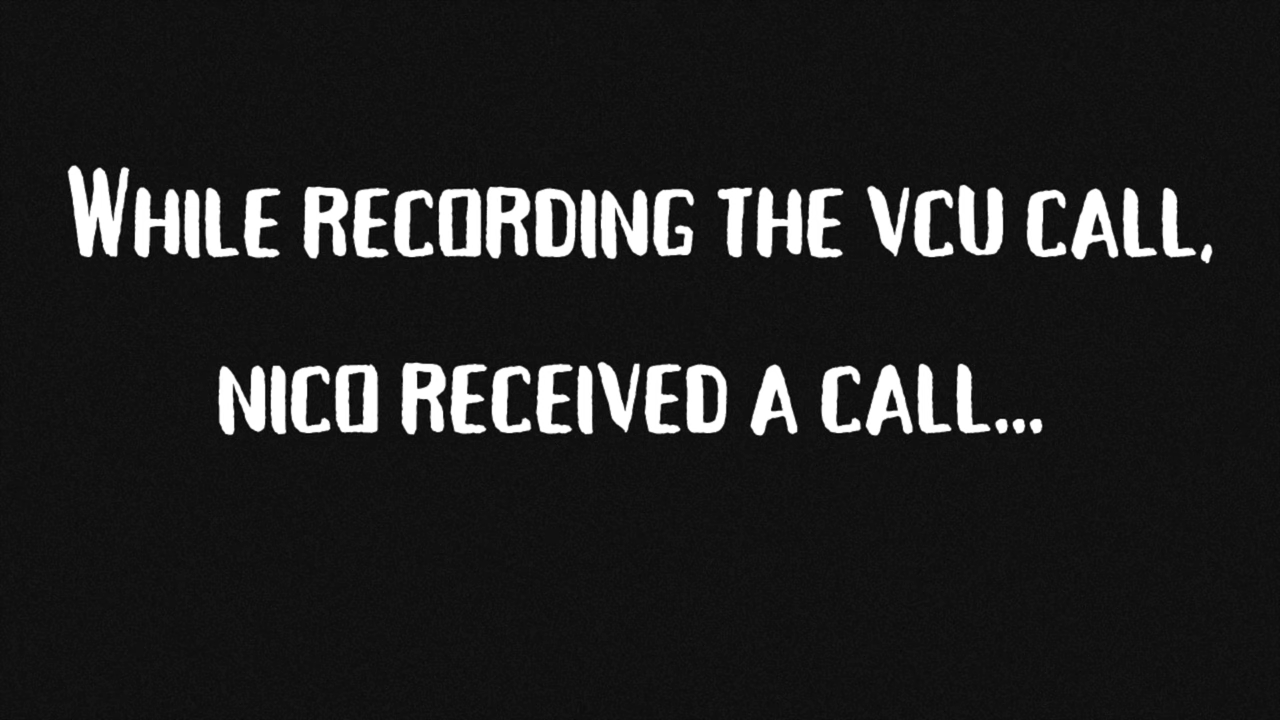 While recording the vcu call,
nico received a call...